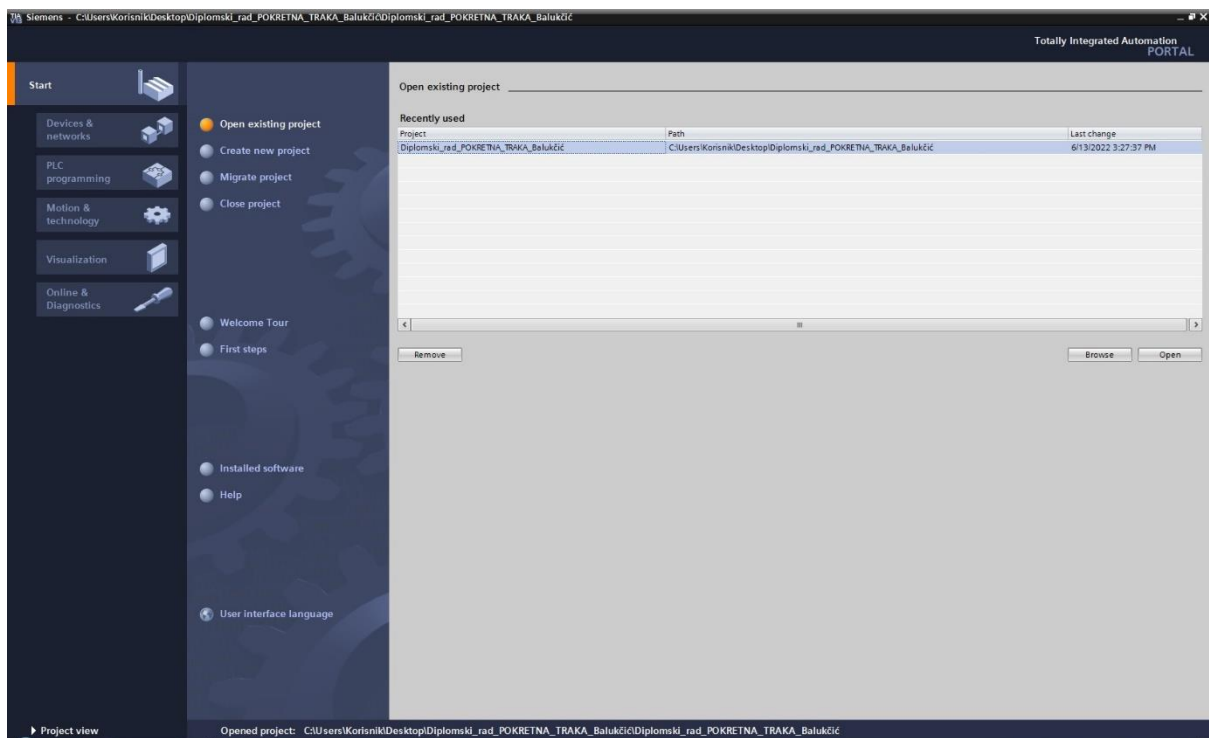 Siemens - C:\Users\Korisnik\Desktop\Diplomski_rad_POKRETNA_TRAKA_Balukčić\Diplomski_rad_POKRETNA_TRAKA_Balukčić
Totally Integrated Automation
PORTAL
Start
Devices &
networks
PLC
programming
Motion &
technology
Visualization
Online &
Diagnostics
Open existing project
Create new project
Migrate project
Close project
Welcome Tour
First steps
Installed software
Help
User interface language
Open existing project
Recently used
Project Path Last change
Diplomski_rad_POKRETNA_TRAKA_Balukčić C:\Users\Korisnik\Desktop\Diplomski_rad_POKRETNA_TRAKA_Balukčić 6/13/2022 3:27:37 PM
Remove Browse Open
Project view Opened project: C:\Users\Korisnik\Desktop\Diplomski_rad_POKRETNA_TRAKA_Balukčić\Diplomski_rad_POKRETNA_TRAKA_Balukčić